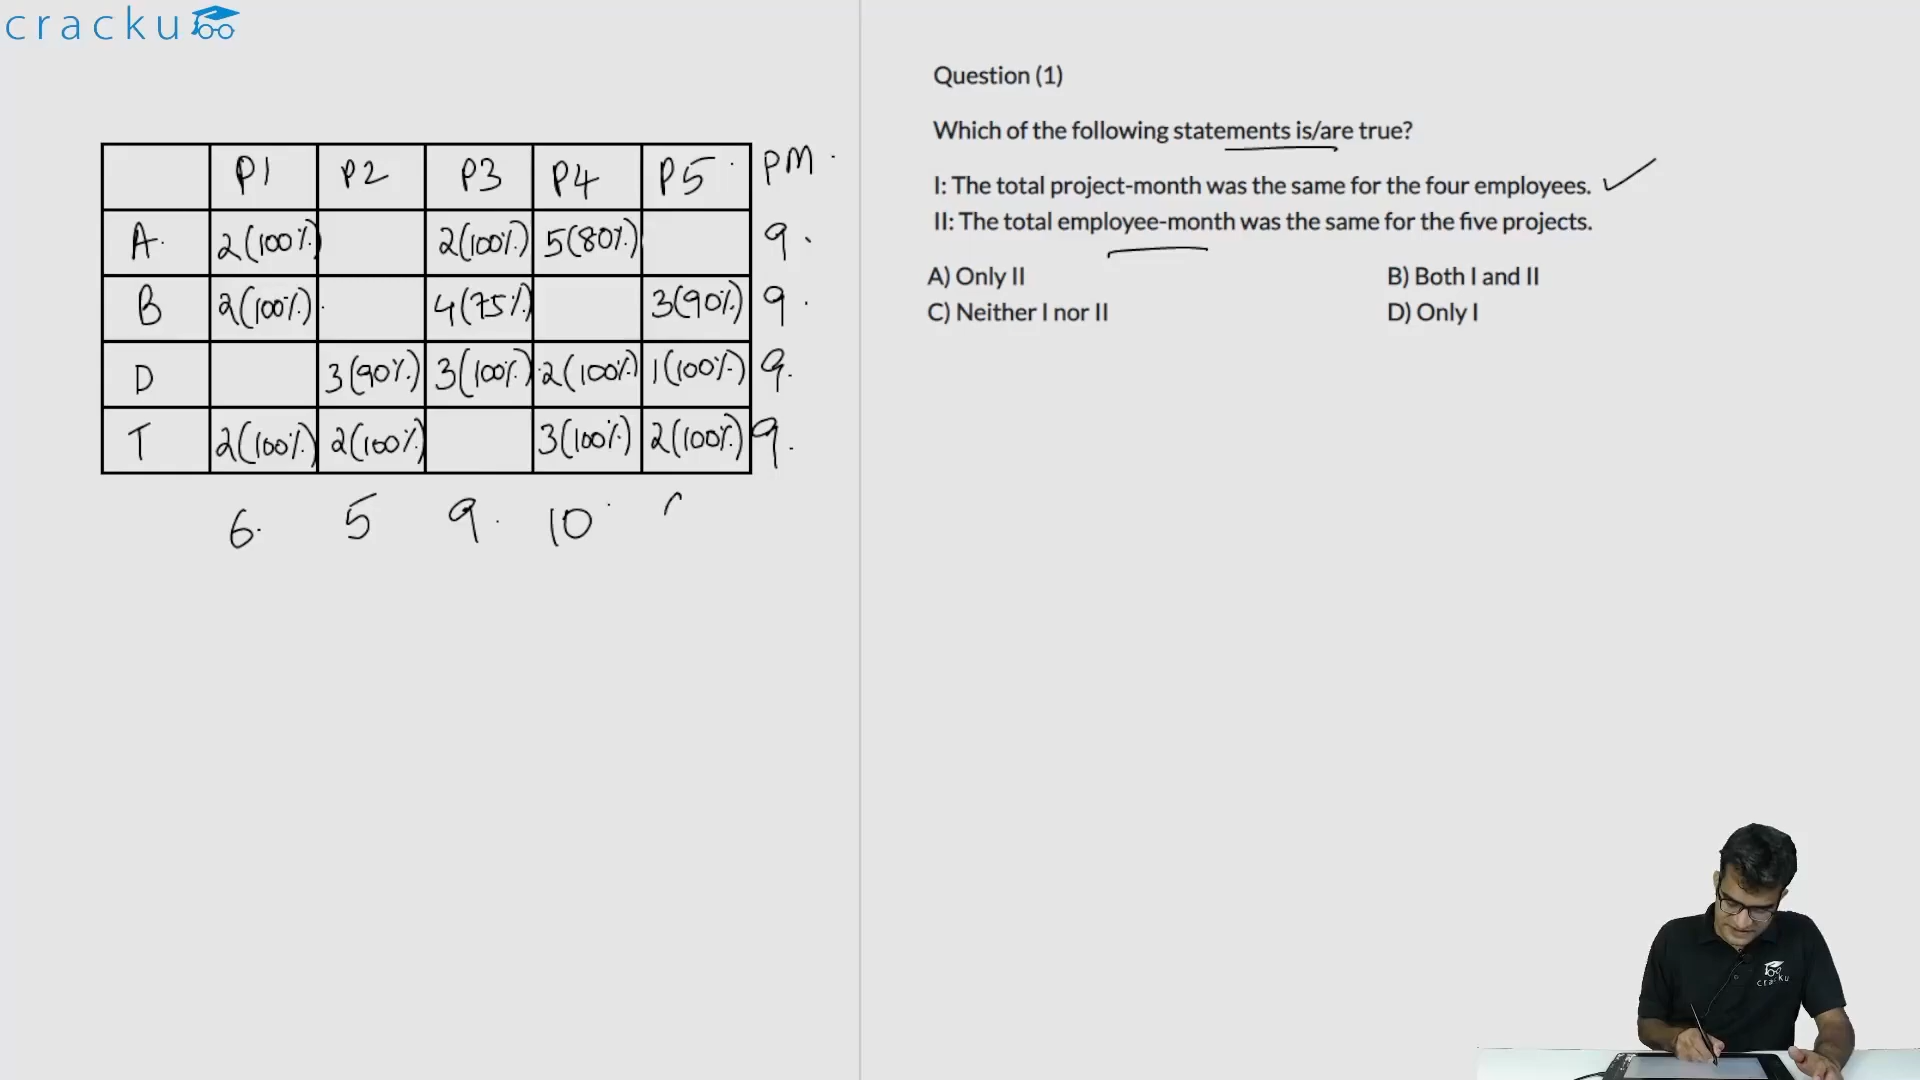 cracku
P1 P2 P3 P4 P5 PM
A 2(100%) 2(100%) 5(80%) 9
B 2(100%) 4(75%) 3(90%) 9
D 3(90%) 3(100%) 2(100%) 1(100%) 9
T 2(100%) 2(100%) 3(100%) 2(100%) 9
6 5 9 10
Question (1)
Which of the following statements is/are true?
I: The total project-month was the same for the four employees.
II: The total employee-month was the same for the five projects.
A) Only II B) Both I and II
C) Neither I nor II D) Only I
cracku